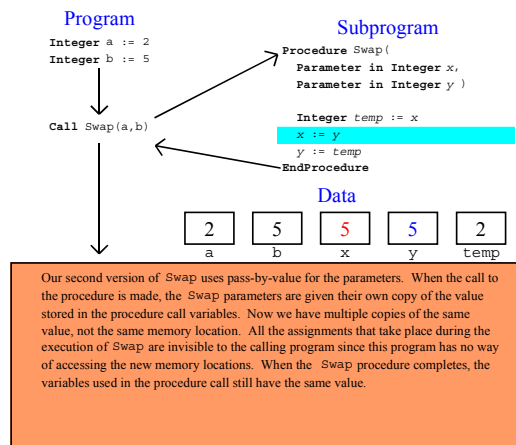 Program
Integer a := 2
Integer b := 5
Call Swap(a,b)
Subprogram
Procedure Swap(
Parameter in Integer x,
Parameter in Integer y )
Integer temp := x
x := y
y := temp
EndProcedure
Data
2 5 5 5 2
a b x y temp
Our second version of Swap uses pass-by-value for the parameters. When the call
to the procedure is made, the Swap parameters are given their own copy of the value
stored in the procedure call variables. Now we have multiple copies of the same
value, not the same memory location. All the assignments that take place during the
execution of Swap are invisible to the calling program since this program has no way
of accessing the new memory locations. When the Swap procedure completes, the
variables used in the procedure call still have the same value.